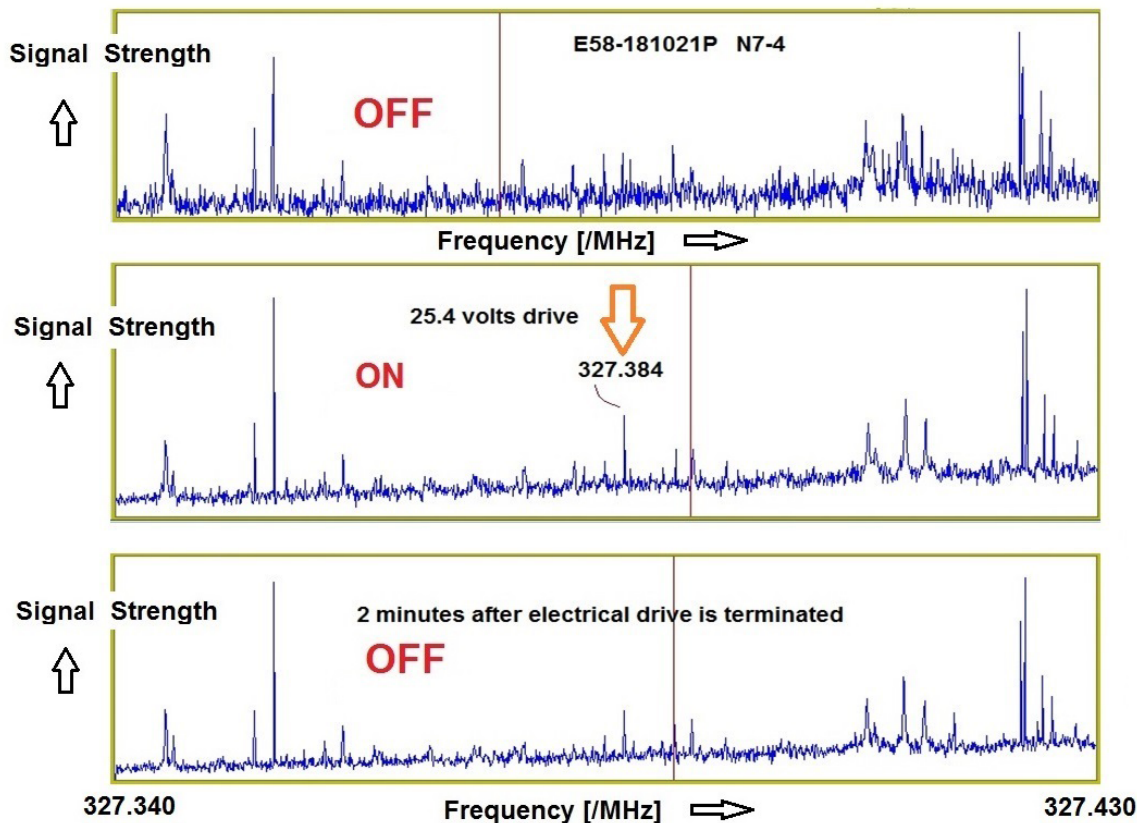 E58-181021P N7-4
Signal Strength
OFF
Frequency [/MHz]
25.4 volts drive
Signal Strength
327.384
ON
2 minutes after electrical drive is terminated
Signal Strength
OFF
327.340
Frequency [/MHz]
327.430